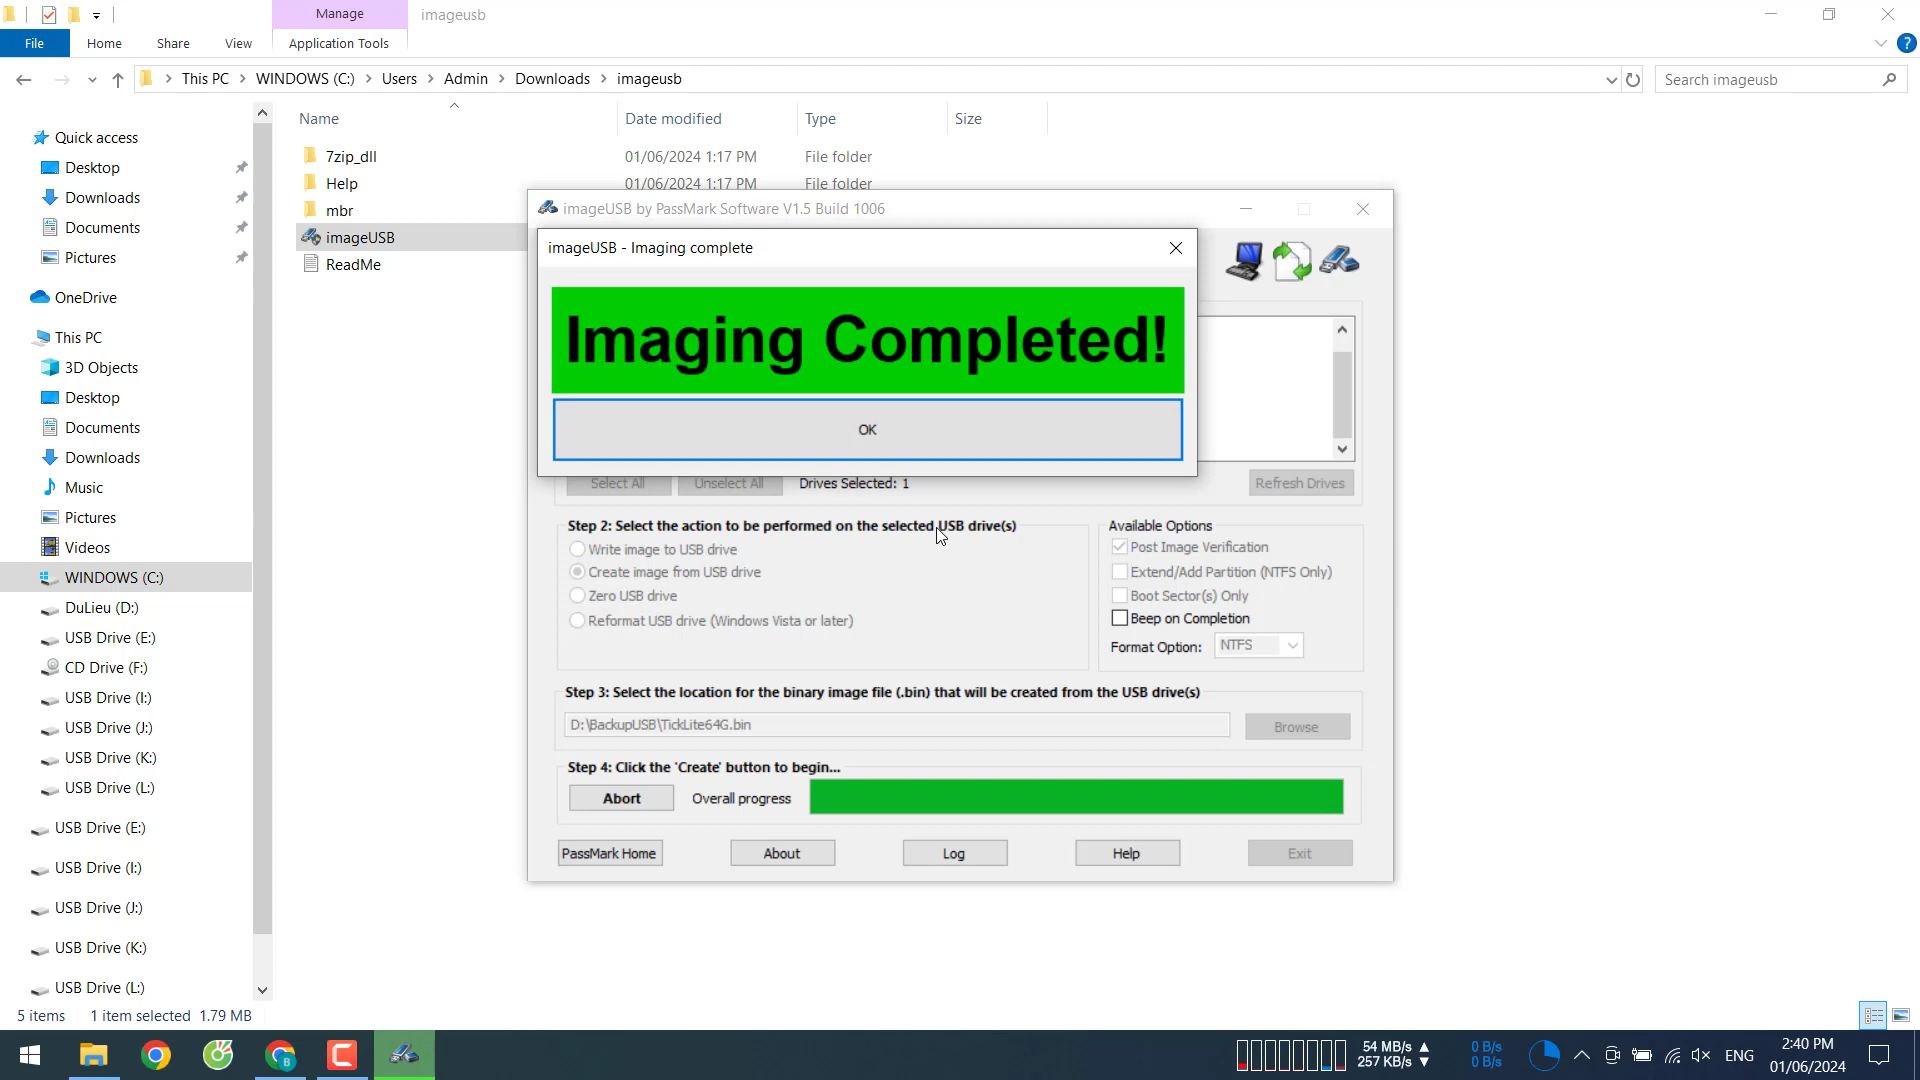 Manage
imageusb
File
Home
Share
View
Application Tools
This PC
WINDOWS (C:)
Users
Admin
Downloads
imageusb
Search imageusb
Name
Date modified
Type
Size
7zip_dll
01/06/2024 1:17 PM
File folder
Help
01/06/2024 1:17 PM
File folder
mbr
imageUSB
ReadMe
Quick access
Desktop
Downloads
Documents
Pictures
OneDrive
This PC
3D Objects
Desktop
Documents
Downloads
Music
Pictures
Videos
WINDOWS (C:)
DuLieu (D:)
USB Drive (E:)
CD Drive (F:)
USB Drive (I:)
USB Drive (J:)
USB Drive (K:)
USB Drive (L:)
USB Drive (E:)
USB Drive (I:)
USB Drive (J:)
USB Drive (K:)
USB Drive (L:)
imageUSB by PassMark Software V1.5 Build 1006
imageUSB - Imaging complete
Imaging Completed!
OK
Select All
Unselect All
Drives Selected: 1
Refresh Drives
Step 2: Select the action to be performed on the selected USB drive(s)
Write image to USB drive
Create image from USB drive
Zero USB drive
Reformat USB drive (Windows Vista or later)
Available Options
Post Image Verification
Extend/Add Partition (NTFS Only)
Boot Sector(s) Only
Beep on Completion
Format Option:
NTFS
Step 3: Select the location for the binary image file (.bin) that will be created from the USB drive(s)
D:\BackupUSB\TickLite64G.bin
Browse
Step 4: Click the 'Create' button to begin...
Abort
Overall progress
PassMark Home
About
Log
Help
Exit
5 items
1 item selected 1.79 MB
54 MB/s
257 KB/s
0 B/s
0 B/s
ENG
2:40 PM
01/06/2024